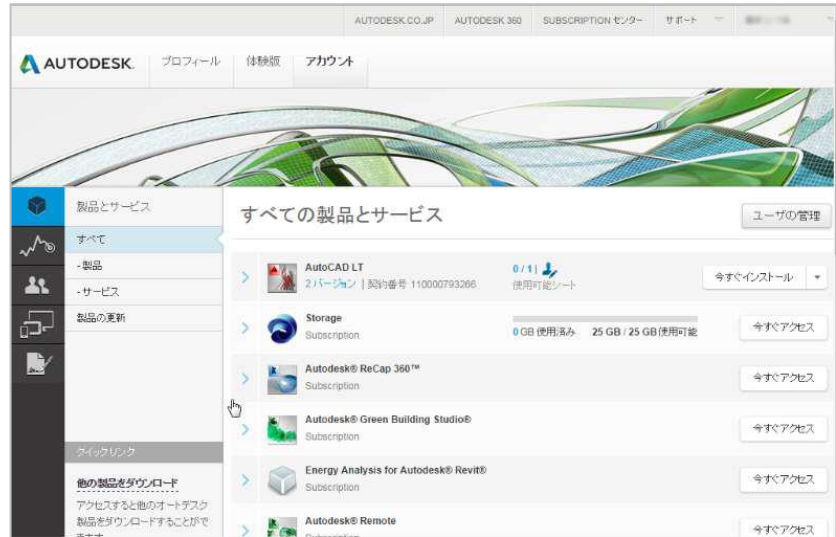 AUTODESK.CO.JP AUTODESK 360 SUBSCRIPTION センター サポート
AUTODESK. プロフィール 体験版 アカウント
製品とサービス
すべて
-製品
-サービス
製品の更新
クイックリンク
他の製品をダウンロード
アクセスすると他のオートデスク
製品をダウンロードすることがで
きます
すべての製品とサービス
ユーザの管理
AutoCAD LT
2 バージョン | 契約番号 110000793266
0 / 1 |
使用可能シート
今すぐインストール
Storage
Subscription
0 GB 使用済み 25 GB / 25 GB 使用可能
今すぐアクセス
Autodesk® ReCap 360™
Subscription
今すぐアクセス
Autodesk® Green Building Studio®
Subscription
今すぐアクセス
Energy Analysis for Autodesk® Revit®
Subscription
今すぐアクセス
Autodesk® Remote
Subscription
今すぐアクセス